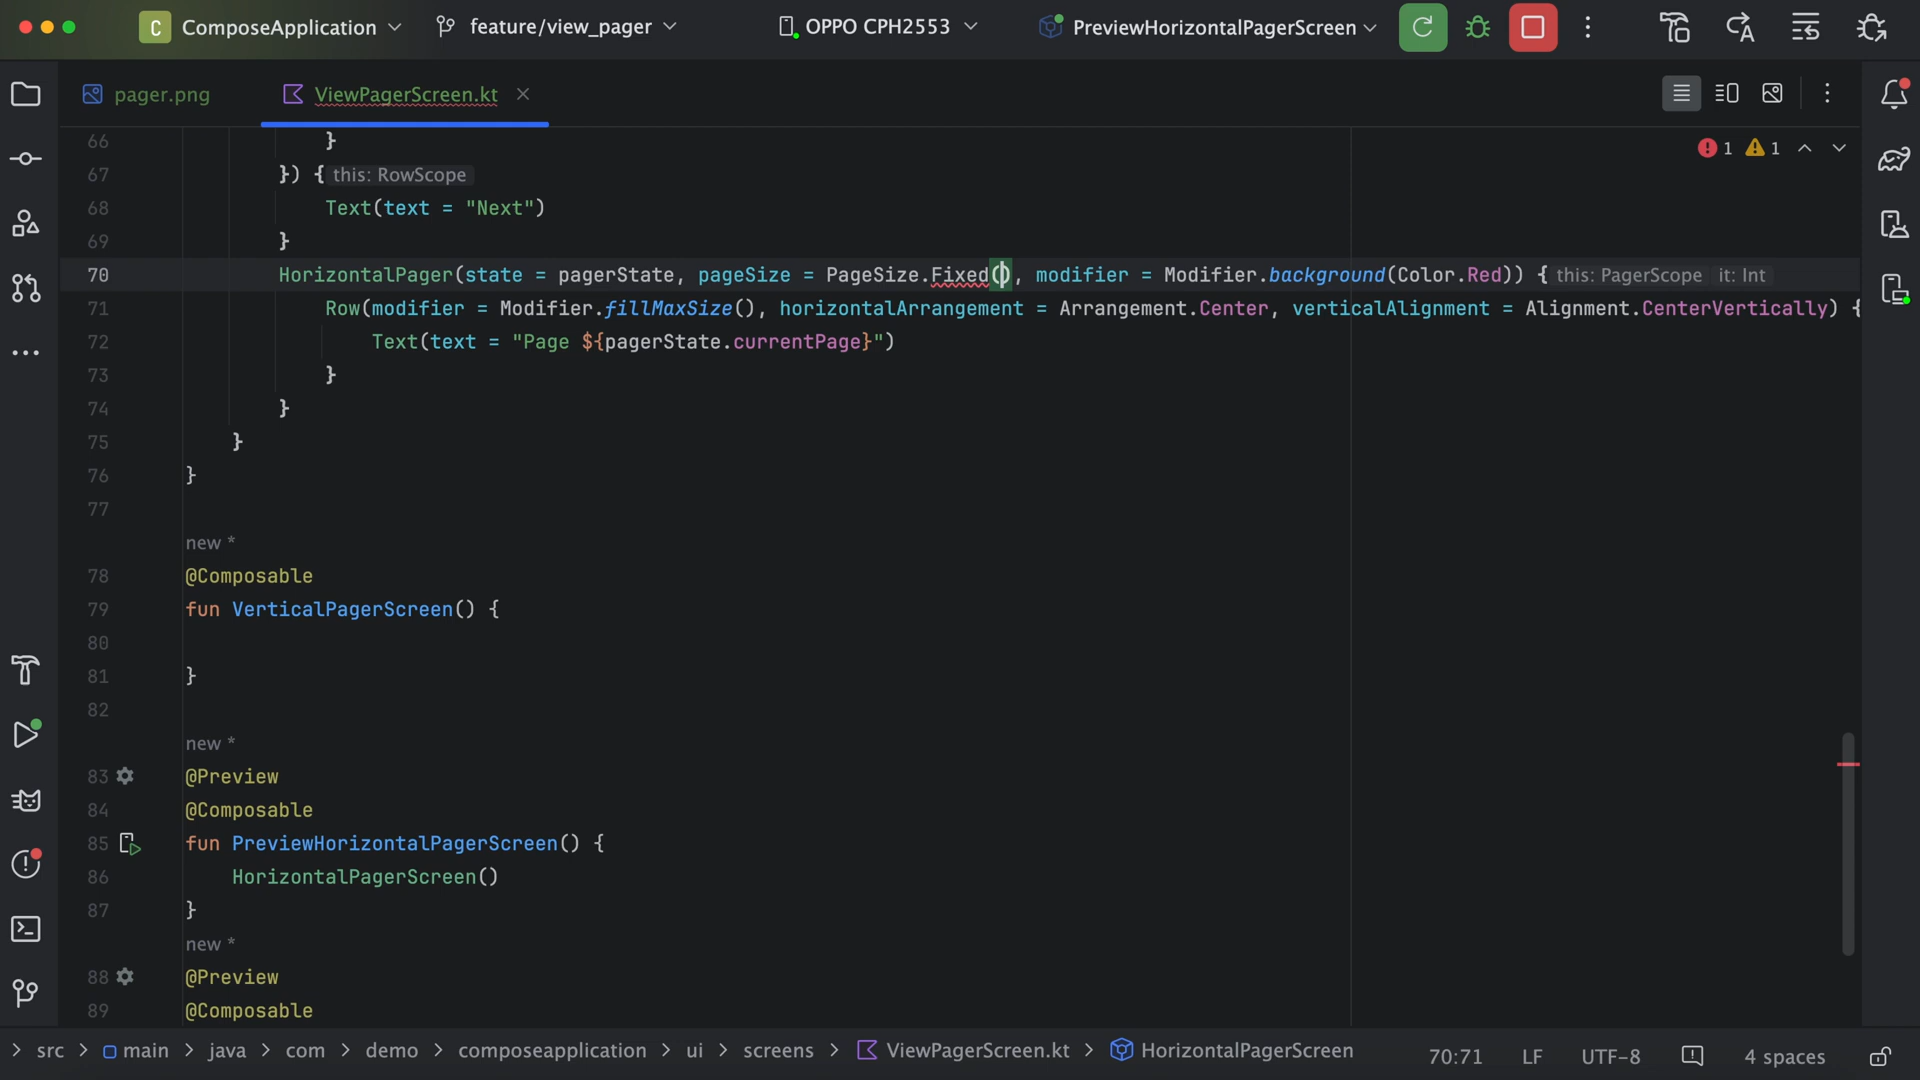 C ComposeApplication feature/view_pager OPPO CPH2553 PreviewHorizontalPagerScreen
pager.png ViewPagerScreen.kt
1 1
66 }
67 }) { this: RowScope
68 Text(text = "Next")
69 }
70 HorizontalPager(state = pagerState, pageSize = PageSize.Fixed(), modifier = Modifier.background(Color.Red)) { this: PagerScope it: Int
71 Row(modifier = Modifier.fillMaxSize(), horizontalArrangement = Arrangement.Center, verticalAlignment = Alignment.CenterVertically) {
72 Text(text = "Page ${pagerState.currentPage}")
73 }
74 }
75 }
76 }
77
new *
78 @Composable
79 fun VerticalPagerScreen() {
80
81 }
82
new *
83 @Preview
84 @Composable
85 fun PreviewHorizontalPagerScreen() {
86 HorizontalPagerScreen()
87 }
new *
88 @Preview
89 @Composable
src main java com demo composeapplication ui screens ViewPagerScreen.kt HorizontalPagerScreen 70:71 LF UTF-8 4 spaces